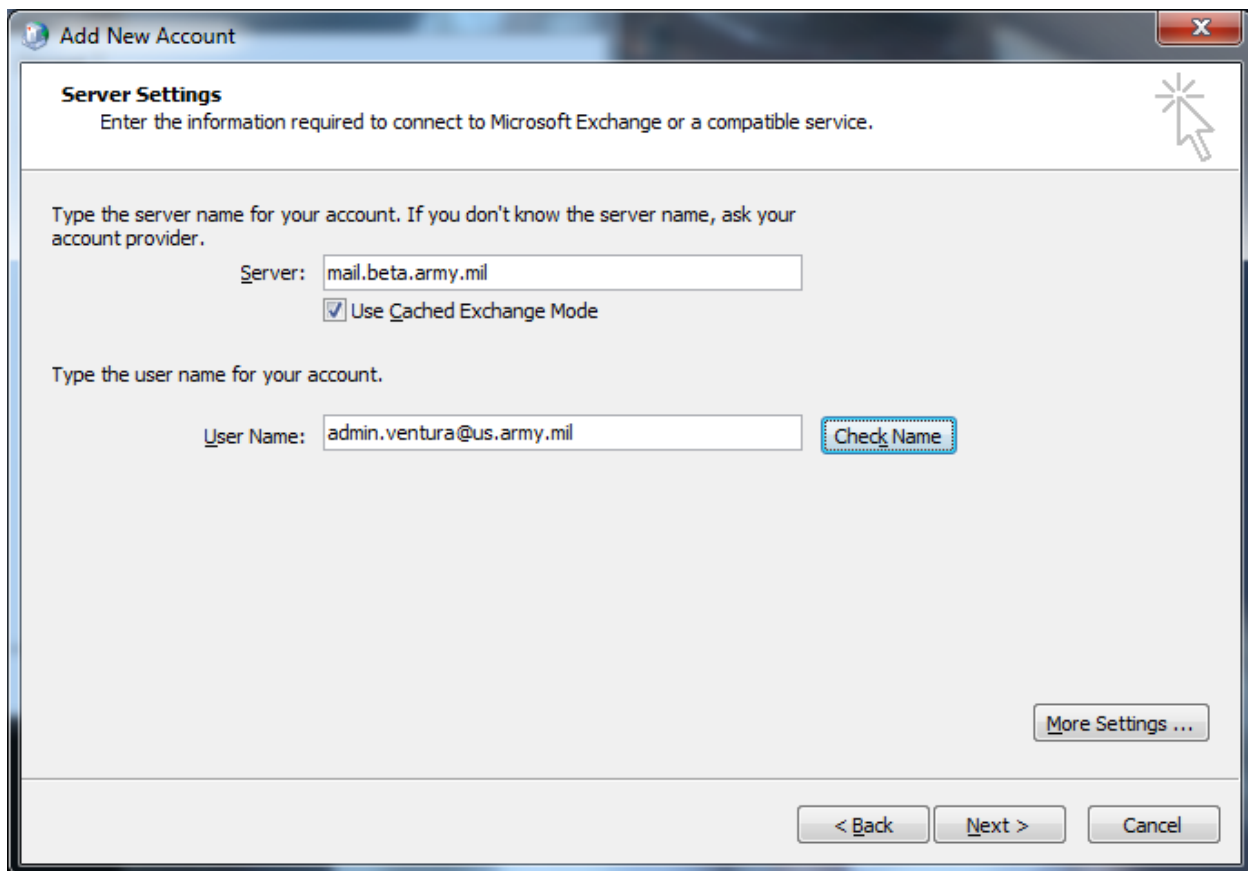 Add New Account
Server Settings
Enter the information required to connect to Microsoft Exchange or a compatible service.
Type the server name for your account. If you don't know the server name, ask your
account provider.
Server: mail.beta.army.mil
Use Cached Exchange Mode
Type the user name for your account.
User Name: admin.ventura@us.army.mil Check Name
More Settings ...
< Back Next > Cancel